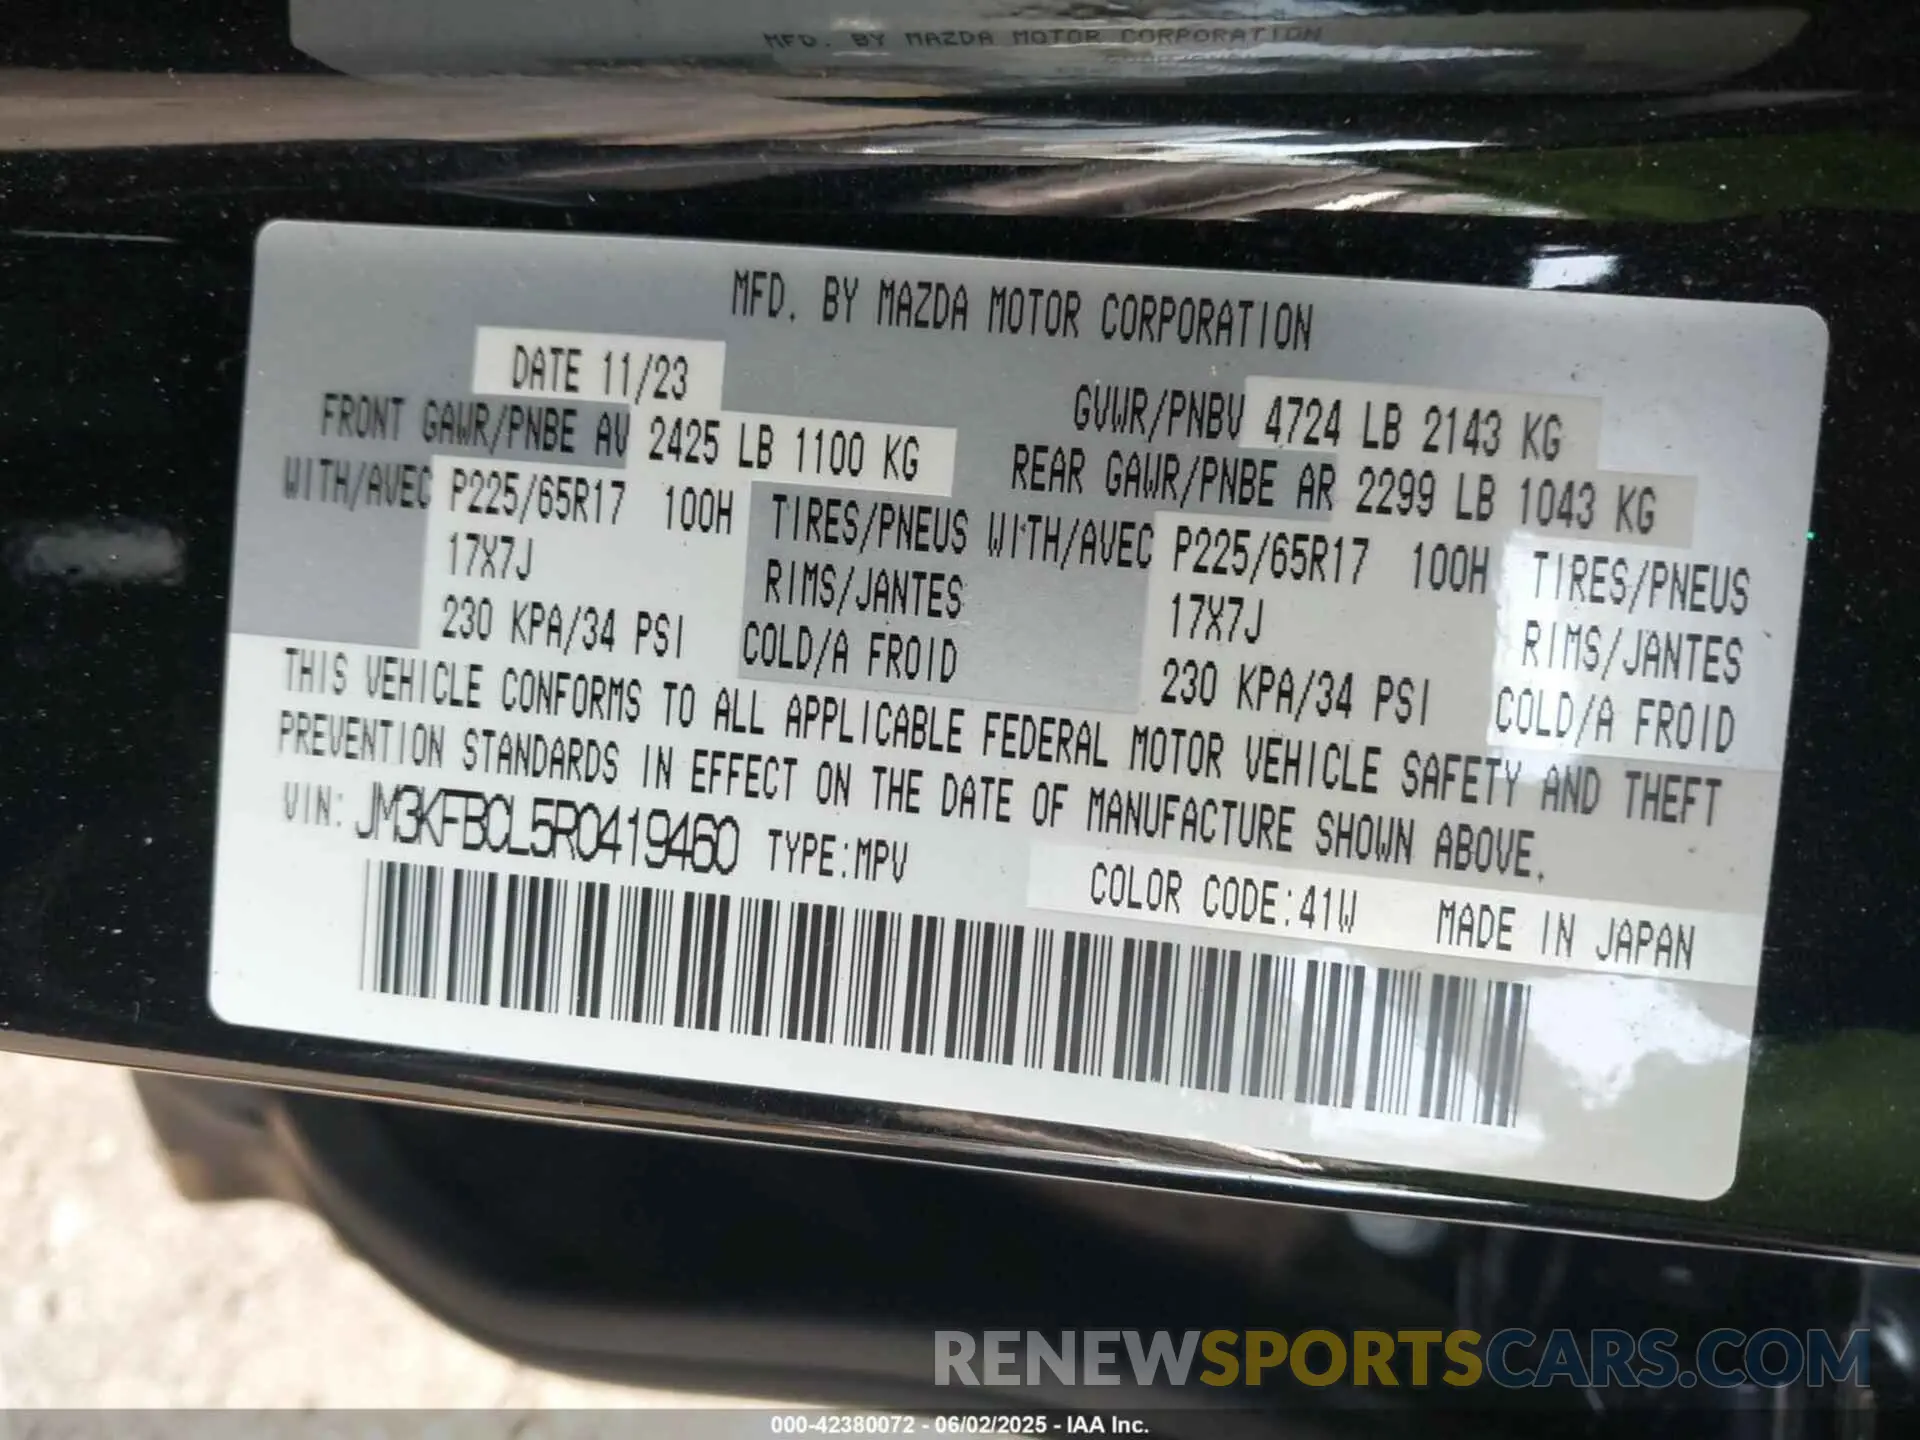 MFD. BY MAZDA MOTOR CORPORATION
MFD. BY MAZDA MOTOR CORPORATION
DATE 11/23
GVWR/PNBV 4724 LB 2143 KG
FRONT GAWR/PNBE AV 2425 LB 1100 KG
REAR GAWR/PNBE AR 2299 LB 1043 KG
WITH/AVEC P225/65R17 100H TIRES/PNEUS WITH/AVEC P225/65R17 100H TIRES/PNEUS
17X7J RIMS/JANTES 17X7J RIMS/JANTES
230 KPA/34 PSI COLD/A FROID 230 KPA/34 PSI COLD/A FROID
THIS VEHICLE CONFORMS TO ALL APPLICABLE FEDERAL MOTOR VEHICLE SAFETY AND THEFT
PREVENTION STANDARDS IN EFFECT ON THE DATE OF MANUFACTURE SHOWN ABOVE.
VIN: JM3KFBCL5R0419460 TYPE:MPV
COLOR CODE:41W MADE IN JAPAN
RENEWSPORTSCARS.COM
000-42380072 - 06/02/2025 - IAA Inc.